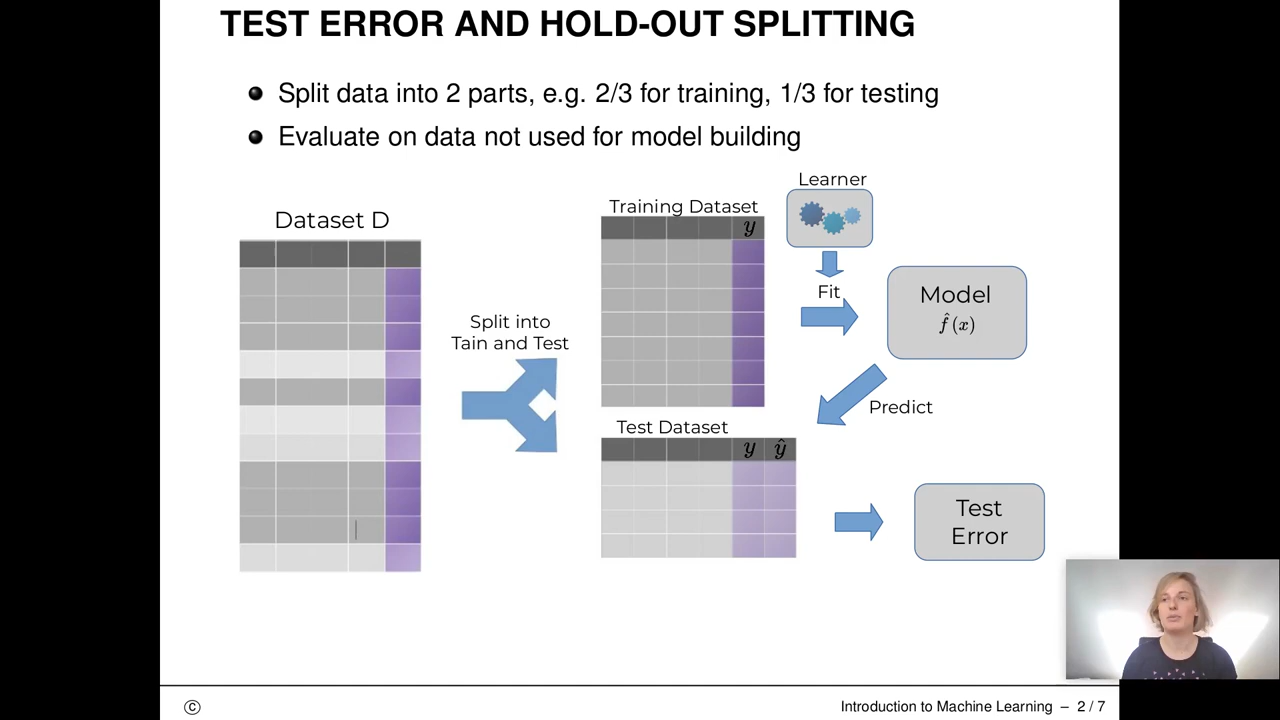 TEST ERROR AND HOLD-OUT SPLITTING
Split data into 2 parts, e.g. 2/3 for training, 1/3 for testing
Evaluate on data not used for model building
Dataset D
Split into
Tain and Test
Training Dataset
y
Learner
Fit
Model
f̂(x)
Predict
Test Dataset
y ŷ
Test
Error
©
Introduction to Machine Learning – 2 / 7